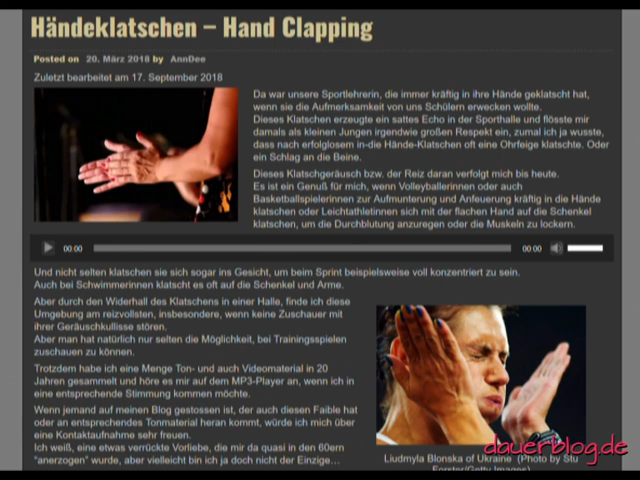 Händeklatschen – Hand Clapping
Posted on 20. März 2018 by AnnDee
Zuletzt bearbeitet am 17. September 2018
Da war unsere Sportlehrerin, die immer kräftig in ihre Hände geklatscht hat,
wenn sie die Aufmerksamkeit von uns Schülern erwecken wollte.
Dieses Klatschen erzeugte ein sattes Echo in der Sporthalle und flösste mir
damals als kleinen Jungen irgendwie großen Respekt ein, zumal ich ja wusste,
dass nach erfolglosem in-die Hände-Klatschen oft eine Ohrfeige klatschte. Oder
ein Schlag an die Beine.
Dieses Klatschgeräusch bzw. der Reiz daran verfolgt mich bis heute.
Es ist ein Genuß für mich, wenn Volleyballerinnen oder auch
Basketballspielerinnen zur Aufmunterung und Anfeuerung kräftig in die Hände
klatschen oder Leichtathletinnen sich mit der flachen Hand auf die Schenkel
klatschen, um die Durchblutung anzuregen oder die Muskeln zu lockern.
00:00 00:00
Und nicht selten klatschen sie sich sogar ins Gesicht, um beim Sprint beispielsweise voll konzentriert zu sein.
Auch bei Schwimmerinnen klatscht es oft auf die Schenkel und Arme.
Aber durch den Widerhall des Klatschens in einer Halle, finde ich diese
Umgebung am reizvollsten, insbesondere, wenn keine Zuschauer mit
ihrer Geräuschkullisse stören.
Aber man hat natürlich nur selten die Möglichkeit, bei Trainingsspielen
zuschauen zu können.
Trotzdem habe ich eine Menge Ton- und auch Videomaterial in 20
Jahren gesammelt und höre es mir auf dem MP3-Player an, wenn ich in
eine entsprechende Stimmung kommen möchte.
Wenn jemand auf meinen Blog gestossen ist, der auch diesen Faible hat
oder an entsprechendes Tonmaterial heran kommt, würde ich mich über
eine Kontaktaufnahme sehr freuen.
Ich weiß, eine etwas verrückte Vorliebe, die mir da quasi in den 60ern
"anerzogen" wurde, aber vielleicht bin ich ja doch nicht der Einzige…
Liudmyla Blonska of Ukraine (Photo by Stu
Forster/Getty Images)
dauerblog.de